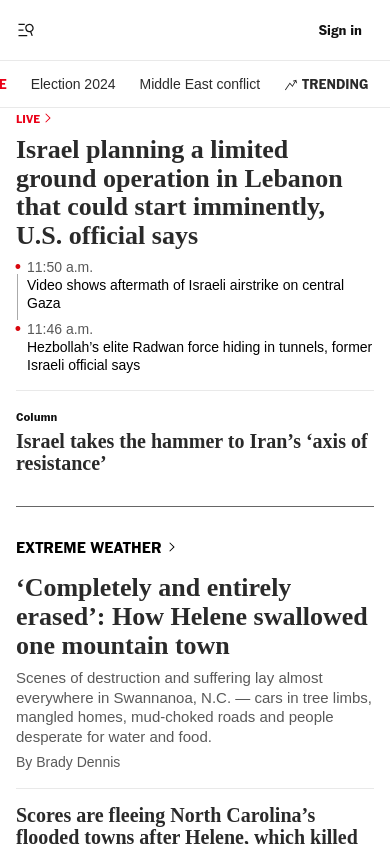 Sign in
E
Election 2024
Middle East conflict
TRENDING
LIVE
Israel planning a limited
ground operation in Lebanon
that could start imminently,
U.S. official says
11:50 a.m.
Video shows aftermath of Israeli airstrike on central
Gaza
11:46 a.m.
Hezbollah’s elite Radwan force hiding in tunnels, former
Israeli official says
Column
Israel takes the hammer to Iran’s ‘axis of
resistance’
EXTREME WEATHER
‘Completely and entirely
erased’: How Helene swallowed
one mountain town
Scenes of destruction and suffering lay almost
everywhere in Swannanoa, N.C. — cars in tree limbs,
mangled homes, mud-choked roads and people
desperate for water and food.
By Brady Dennis
Scores are fleeing North Carolina’s
flooded towns after Helene, which killed